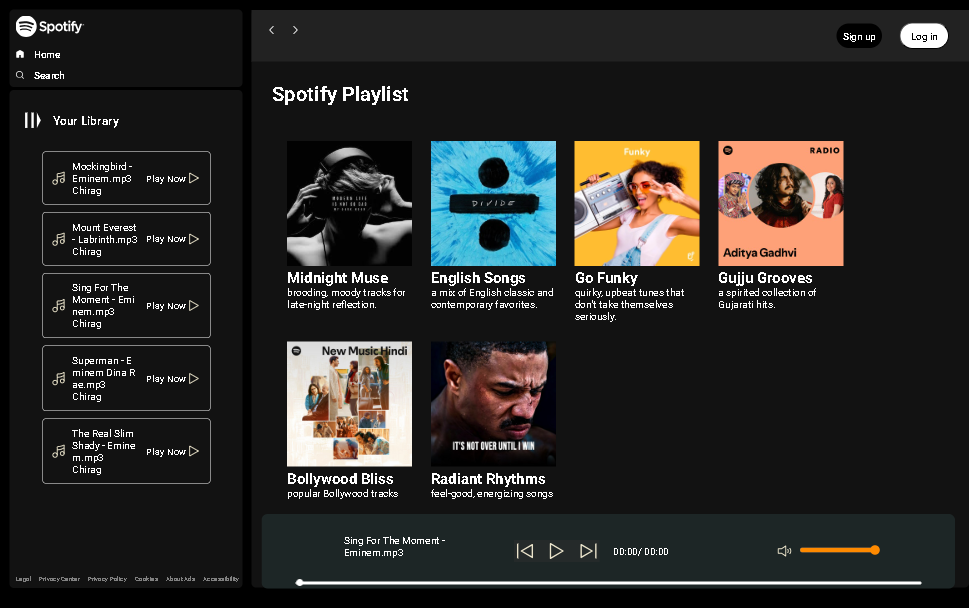 Spotify
Home
Search
Your Library
Mockingbird -
Eminem.mp3
Chirag
Play Now
Mount Everest
- Labrinth.mp3
Chirag
Play Now
Sing For The
Moment - Emi
nem.mp3
Chirag
Play Now
Superman - E
minem Dina R
ae.mp3
Chirag
Play Now
The Real Slim
Shady - Emine
m.mp3
Chirag
Play Now
Legal Privacy Center Privacy Policy Cookies About Ads Accessibility
Sign up
Log in
Spotify Playlist
MODERN LIFE
IS NOT SO BAD
DIVIDE
Funky
RADIO
Aditya Gadhvi
Midnight Muse
brooding, moody tracks for
late-night reflection.
English Songs
a mix of English classic and
contemporary favorites.
Go Funky
quirky, upbeat tunes that
don't take themselves
seriously.
Gujju Grooves
a spirited collection of
Gujarati hits.
New Music Hindi
IT'S NOT OVER UNTIL I WIN
Bollywood Bliss
popular Bollywood tracks
Radiant Rhythms
feel-good, energizing songs
Sing For The Moment -
Eminem.mp3
00:00/ 00:00